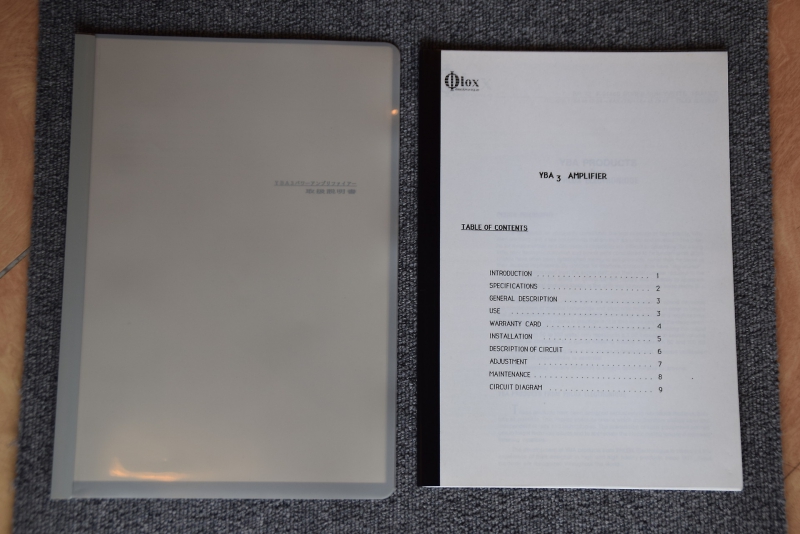 Φlox
YBA 3 AMPLIFIER
TABLE OF CONTENTS
INTRODUCTION . . . . . . . . . . . . . . . . . . . . . . . 1
SPECIFICATIONS . . . . . . . . . . . . . . . . . . . . . . 2
GENERAL DESCRIPTION . . . . . . . . . . . . . . . . . . 3
USE . . . . . . . . . . . . . . . . . . . . . . . . . . . . 3
WARRANTY CARD . . . . . . . . . . . . . . . . . . . . . 4
INSTALLATION . . . . . . . . . . . . . . . . . . . . . . . 5
DESCRIPTION OF CIRCUIT . . . . . . . . . . . . . . . . 6
ADJUSTMENT . . . . . . . . . . . . . . . . . . . . . . . 7
MAINTENANCE . . . . . . . . . . . . . . . . . . . . . . . 8
CIRCUIT DIAGRAM . . . . . . . . . . . . . . . . . . . . . 9